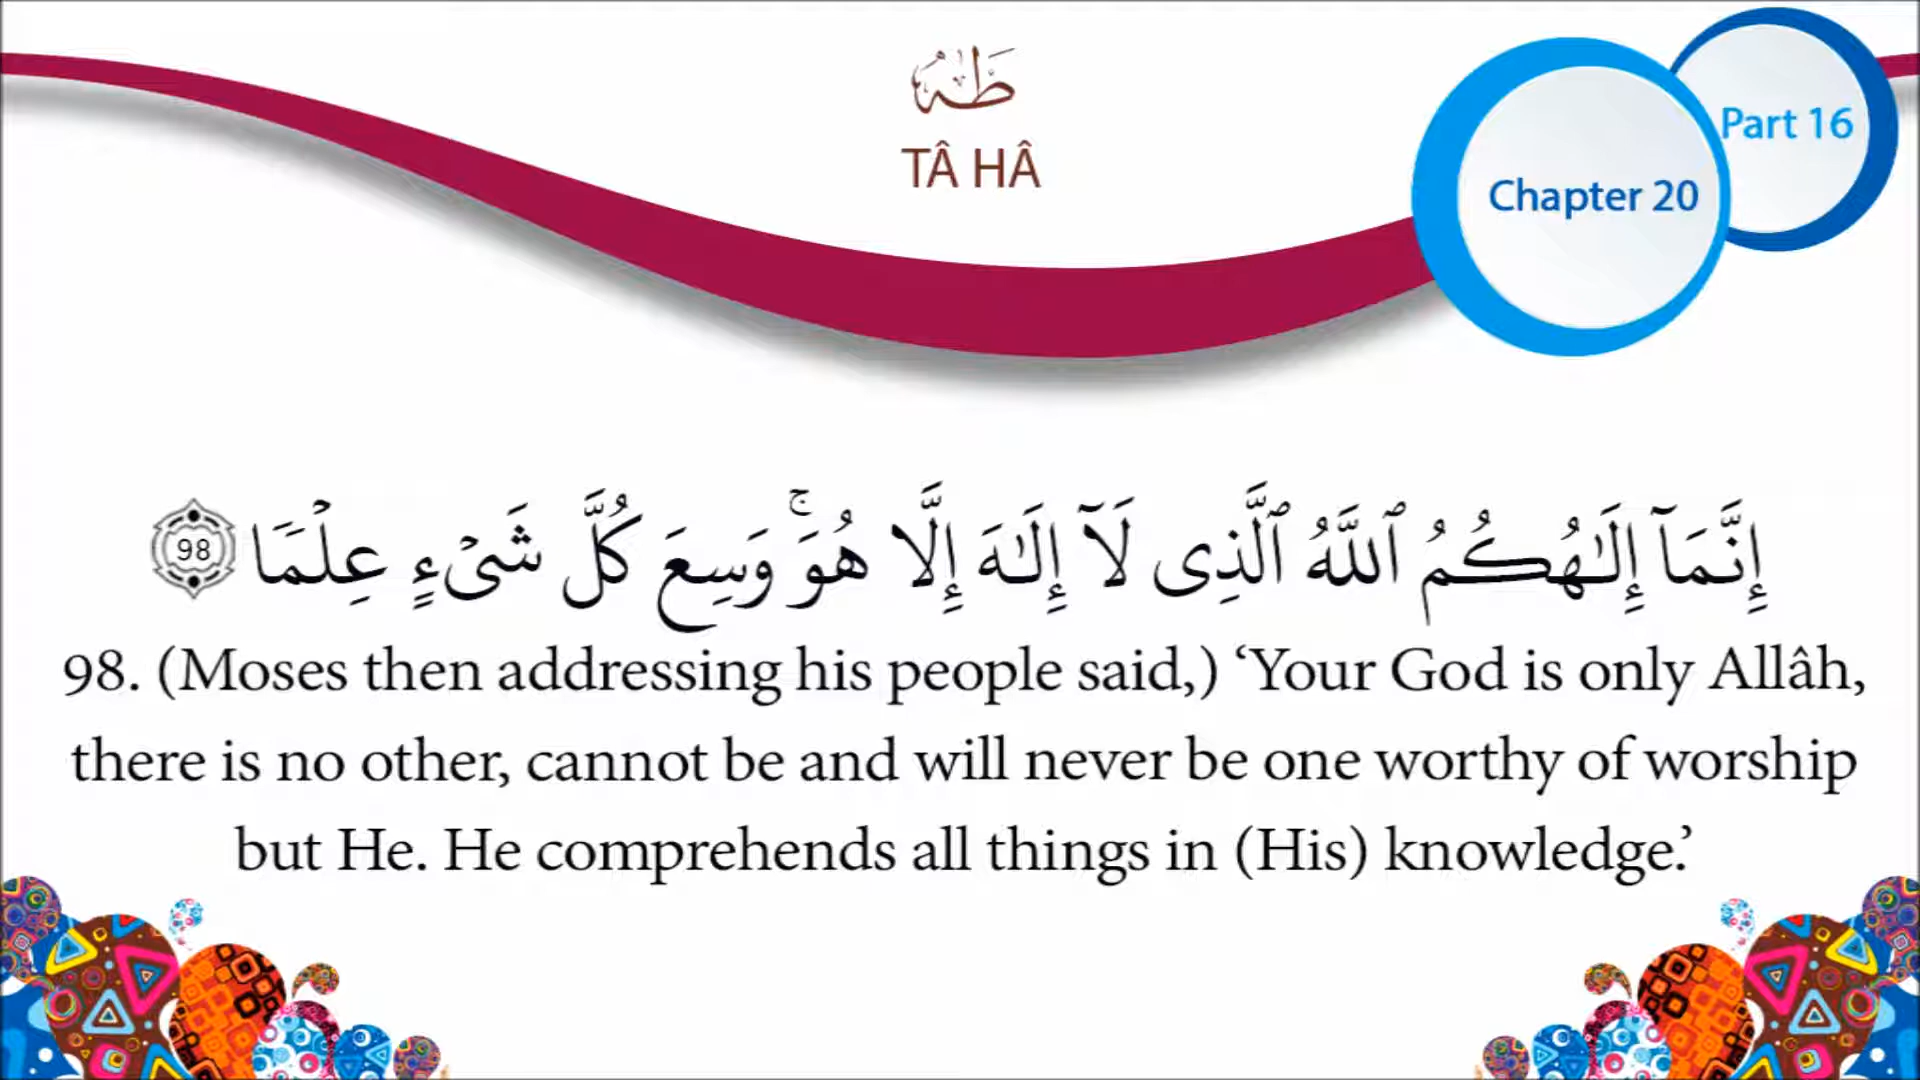 طٰهٰ
TÂ HÂ
Part 16
Chapter 20
إِنَّمَآ إِلَـٰهُكُمُ ٱللَّهُ ٱلَّذِى لَآ إِلَـٰهَ إِلَّا هُوَ ۚ وَسِعَ كُلَّ شَىْءٍ عِلْمًا 98
98. (Moses then addressing his people said,) ‘Your God is only Allâh,
there is no other, cannot be and will never be one worthy of worship
but He. He comprehends all things in (His) knowledge.’